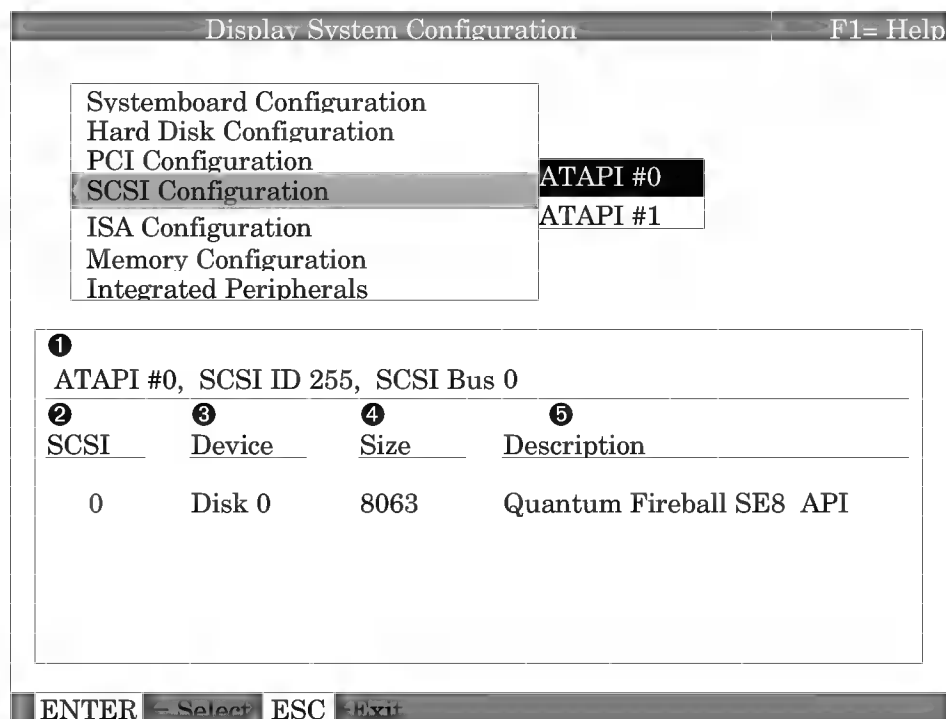 Display System Configuration F1= Help
Systemboard Configuration
Hard Disk Configuration
PCI Configuration
SCSI Configuration
ISA Configuration
Memory Configuration
Integrated Peripherals
ATAPI #0
ATAPI #1
❶
ATAPI #0, SCSI ID 255, SCSI Bus 0
❷ ❸ ❹ ❺
SCSI Device Size Description
0 Disk 0 8063 Quantum Fireball SE8 API
ENTER - Select ESC -Exit